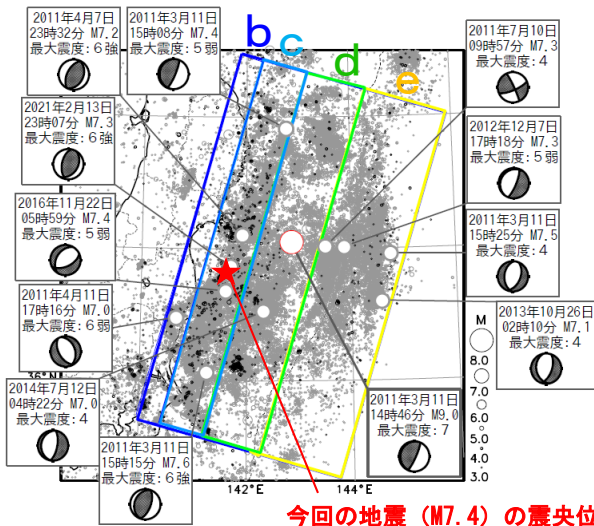 2011年4月7日
23時32分 M7.2
最大震度:6強
2011年3月11日
15時08分 M7.4
最大震度:5弱
b
c
d
e
2011年7月10日
09時57分 M7.3
最大震度:4
2021年2月13日
23時07分 M7.3
最大震度:6強
2012年12月7日
17時18分 M7.3
最大震度:5弱
2016年11月22日
05時59分 M7.4
最大震度:5弱
2011年3月11日
15時25分 M7.5
最大震度:4
2011年4月11日
17時16分 M7.0
最大震度:6弱
2013年10月26日
02時10分 M7.1
最大震度:4
M
8.0
7.0
6.0
5.0
4.0
3.0
36°N
2014年7月12日
04時22分 M7.0
最大震度:4
2011年3月11日
14時46分 M9.0
最大震度:7
2011年3月11日
15時15分 M7.6
最大震度:6強
142°E
144°E
今回の地震(M7.4)の震央位